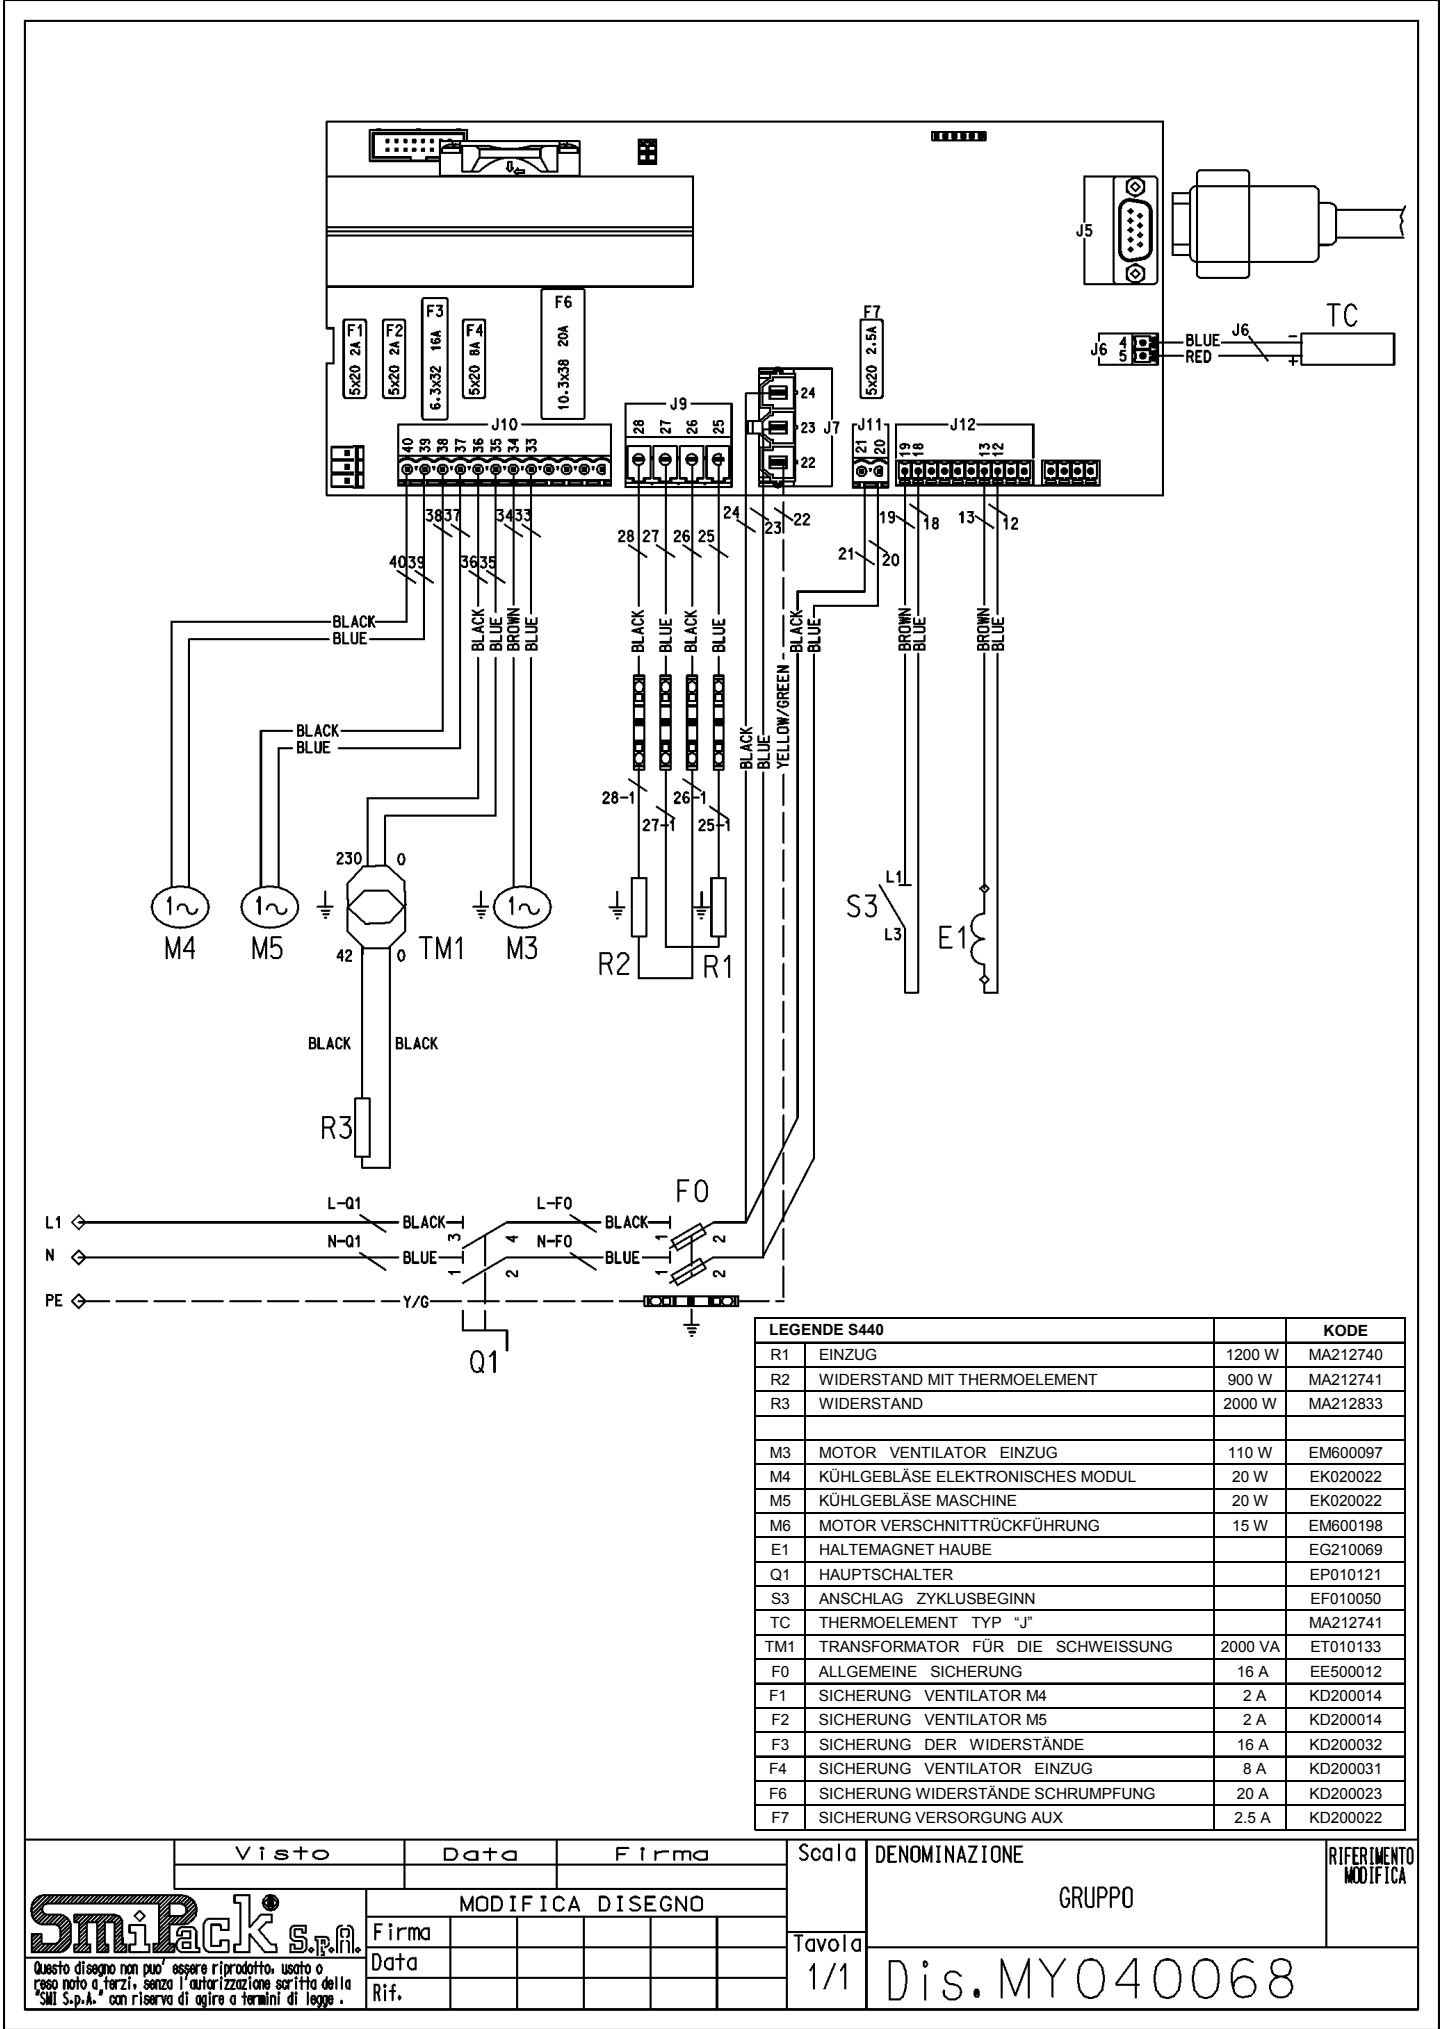 J5
TC
J6
4
5
BLUE
RED
J6
-
+
F1
5x20 2A
F2
5x20 2A
F3
6.3x32 16A
F4
5x20 8A
F6
10.3x38 20A
F7
5x20 2.5A
J10
40 39 38 37 36 35 34 33
J9
28 27 26 25
24
23 J7
22
J11
21 20
J12
19 18 13 12
38 37 34 33
40 39 36 35
28 27 26 25
24 23 22
21 20
19 18
13 12
BLACK
BLUE
BLACK
BLUE
BROWN
BLUE
BLACK
BLUE
BLACK
BLUE
BLACK
BLUE
BROWN
BLUE
BROWN
BLUE
BLACK
BLUE
BLACK
BLUE
YELLOW/GREEN
28-1
27-1
26-1
25-1
230 0
1~
M4
1~
M5
42 0
TM1
1~
M3
R2
R1
S3
L1
L3
E1
BLACK
BLACK
R3
L1
L-Q1
BLACK
3
4
L-F0
BLACK
1
2
F0
N
N-Q1
BLUE
1
2
N-F0
BLUE
1
2
PE
Y/G
Q1
LEGENDE S440 KODE
R1 EINZUG 1200 W MA212740
R2 WIDERSTAND MIT THERMOELEMENT 900 W MA212741
R3 WIDERSTAND 2000 W MA212833
M3 MOTOR VENTILATOR EINZUG 110 W EM600097
M4 KÜHLGEBLÄSE ELEKTRONISCHES MODUL 20 W EK020022
M5 KÜHLGEBLÄSE MASCHINE 20 W EK020022
M6 MOTOR VERSCHNITTRÜCKFÜHRUNG 15 W EM600198
E1 HALTEMAGNET HAUBE EG210069
Q1 HAUPTSCHALTER EP010121
S3 ANSCHLAG ZYKLUSBEGINN EF010050
TC THERMOELEMENT TYP “J” MA212741
TM1 TRANSFORMATOR FÜR DIE SCHWEISSUNG 2000 VA ET010133
F0 ALLGEMEINE SICHERUNG 16 A EE500012
F1 SICHERUNG VENTILATOR M4 2 A KD200014
F2 SICHERUNG VENTILATOR M5 2 A KD200014
F3 SICHERUNG DER WIDERSTÄNDE 16 A KD200032
F4 SICHERUNG VENTILATOR EINZUG 8 A KD200031
F6 SICHERUNG WIDERSTÄNDE SCHRUMPFUNG 20 A KD200023
F7 SICHERUNG VERSORGUNG AUX 2.5 A KD200022
Visto Data Firma
Scala
DENOMINAZIONE
GRUPPO
RIFERIMENTO
MODIFICA
SmiPack® S.p.A.
MODIFICA DISEGNO
Firma
Data
Rif.
Tavola
1/1
Dis.MY040068
Questo disegno non puo' essere riprodotto, usato o
reso noto a terzi, senza l'autorizzazione scritta della
"SMI S.p.A." con riserva di agire a termini di legge .